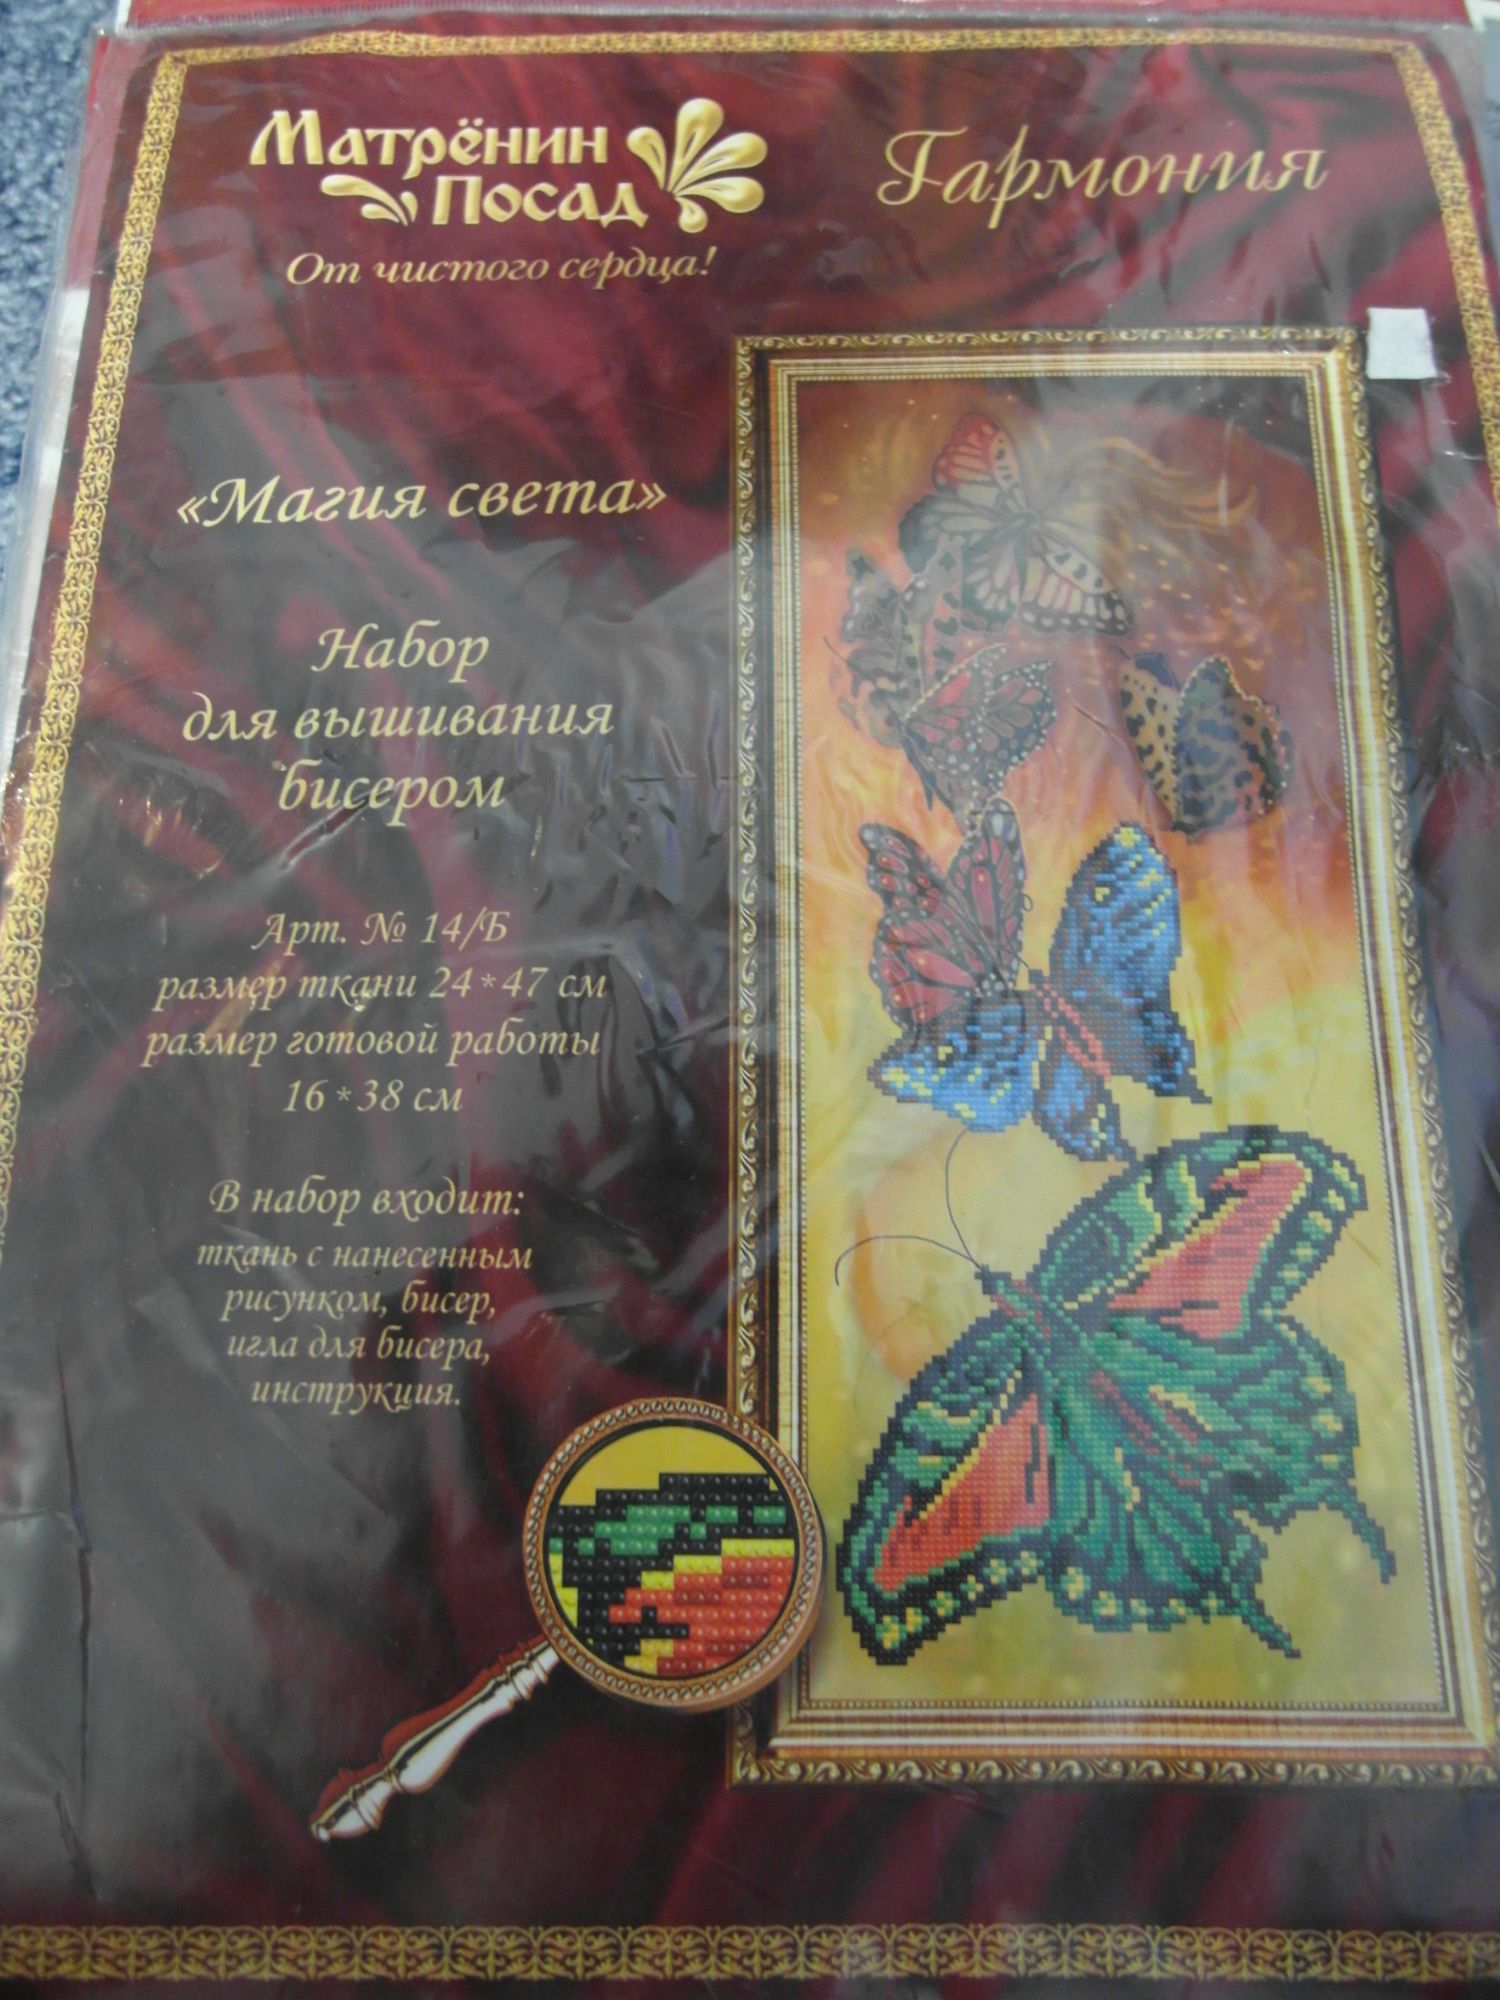 Матрёнин
Посад
От чистого сердца!
Гармония
«Магия света»
Набор
для вышивания
бисером
Арт. № 14/Б
размер ткани 24*47 см
размер готовой работы
16*38 см
В набор входит:
ткань с нанесенным
рисунком, бисер,
игла для бисера,
инструкция.